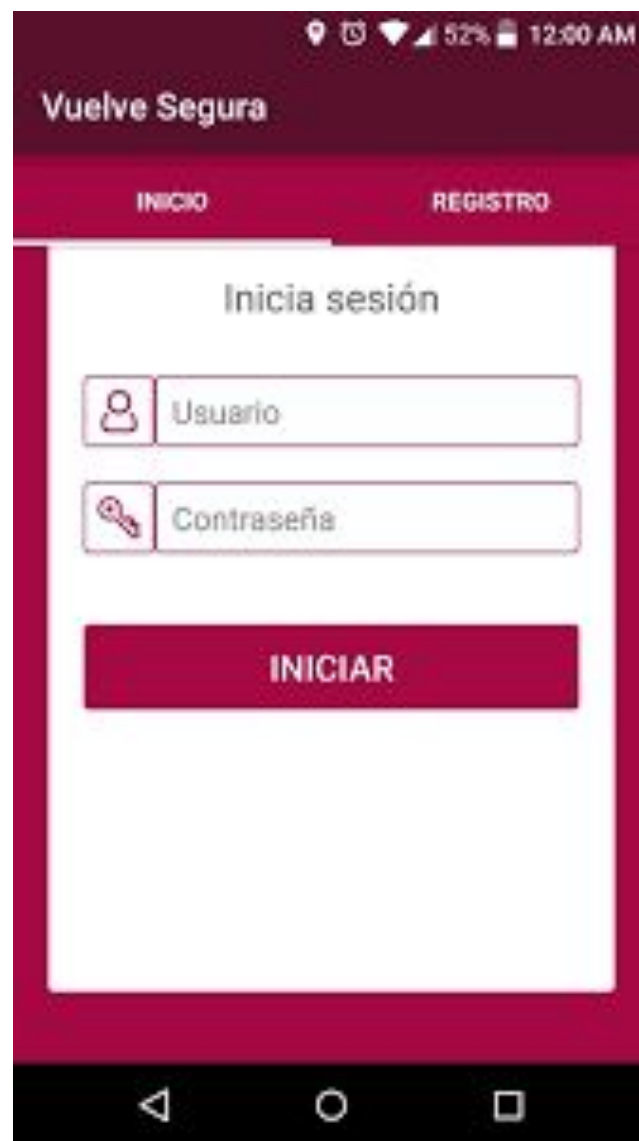 52% 12:00 AM
Vuelve Segura
INICIO REGISTRO
Inicia sesión
Usuario
Contraseña
INICIAR